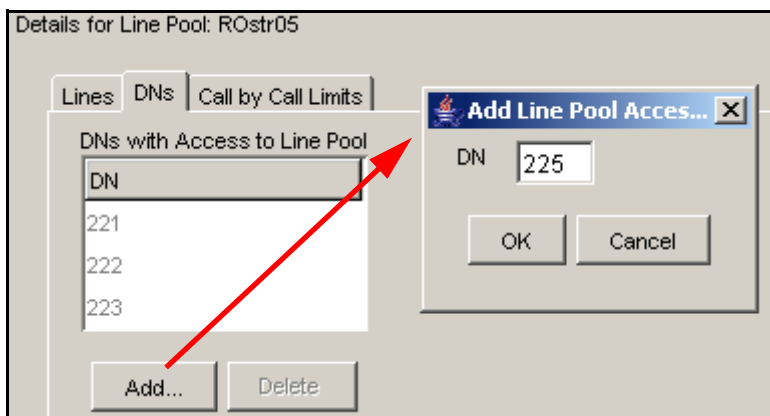 Details for Line Pool: ROstr05
Lines DNs Call by Call Limits
DNs with Access to Line Pool
DN
221
222
223
Add... Delete
Add Line Pool Acces...
DN 225
OK Cancel